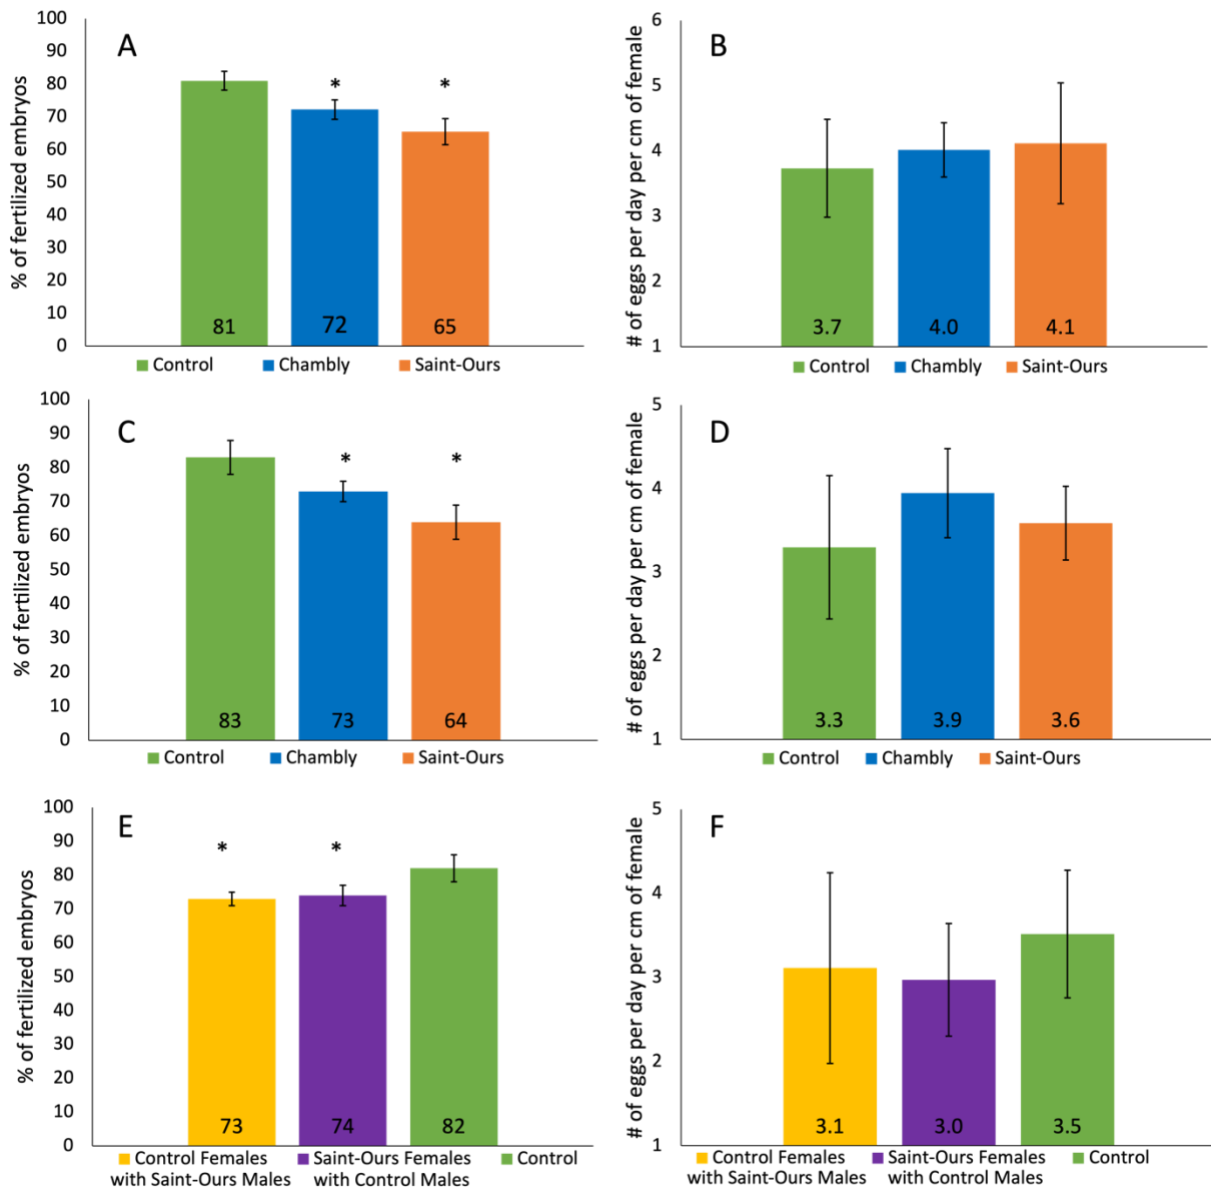 A
% of fertilized embryos
100
90
80
70
60
50
40
30
20
10
0
* *
81 72 65
Control Chambly Saint-Ours
B
# of eggs per day per cm of female
6
5
4
3
2
1
3.7 4.0 4.1
Control Chambly Saint-Ours
C
% of fertilized embryos
100
90
80
70
60
50
40
30
20
10
0
* *
83 73 64
Control Chambly Saint-Ours
D
# of eggs per day per cm of female
5
4
3
2
1
3.3 3.9 3.6
Control Chambly Saint-Ours
E
% of fertilized embryos
100
90
80
70
60
50
40
30
20
10
0
* *
73 74 82
Control Females Saint-Ours Females Control
with Saint-Ours Males with Control Males
F
# of eggs per day per cm of female
5
4
3
2
1
3.1 3.0 3.5
Control Females Saint-Ours Females Control
with Saint-Ours Males with Control Males